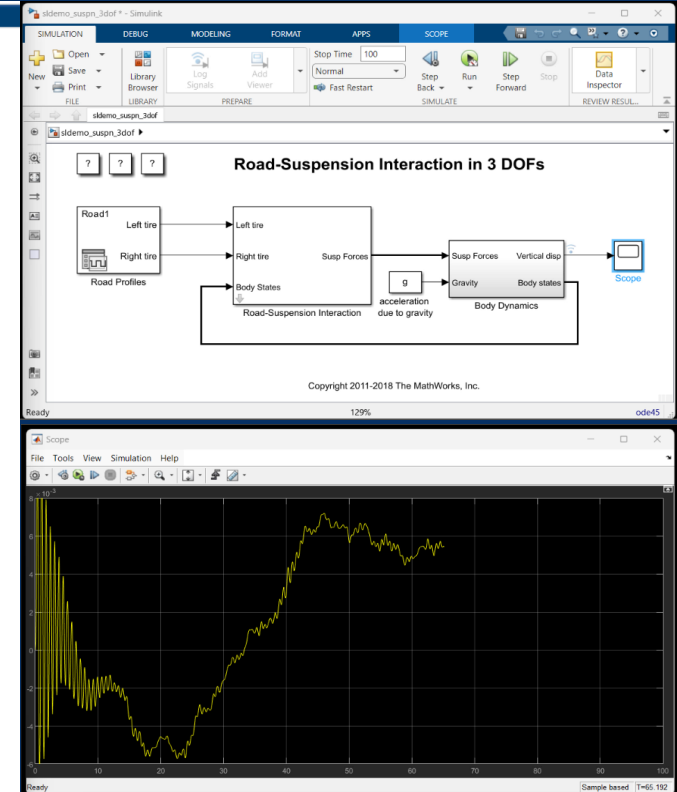 sldemo_suspn_3dof * - Simulink
SIMULATION DEBUG MODELING FORMAT APPS SCOPE
New
Open
Save
Print
FILE
Library Browser
LIBRARY
Log Signals
Add Viewer
PREPARE
Stop Time 100
Normal
Fast Restart
Step Back
Run
Step Forward
Stop
SIMULATE
Data Inspector
REVIEW RESUL...
sldemo_suspn_3dof
sldemo_suspn_3dof
? ? ?
Road-Suspension Interaction in 3 DOFs
Road1
Left tire
Right tire
Road Profiles
Left tire
Right tire
Susp Forces
Body States
Road-Suspension Interaction
g
acceleration
due to gravity
Susp Forces
Vertical disp
Gravity
Body states
Body Dynamics
Scope
Copyright 2011-2018 The MathWorks, Inc.
Ready 129% ode45
Scope
File Tools View Simulation Help
× 10-3
8
6
4
2
0
-2
-4
-6
0 10 20 30 40 50 60 70 80 90 100
Ready Sample based T=65.192